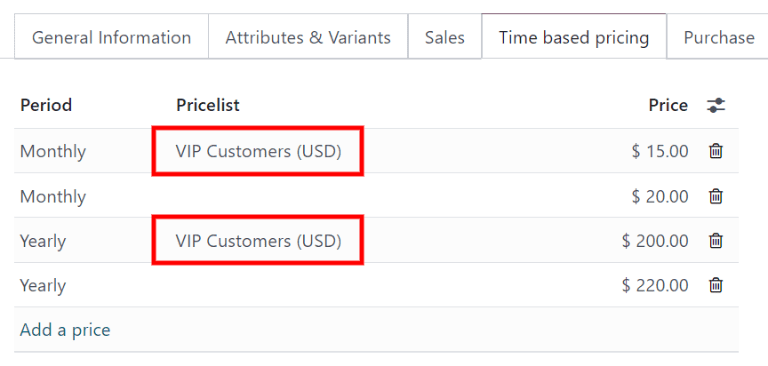 General Information Attributes & Variants Sales Time based pricing Purchase
Period Pricelist Price
Monthly VIP Customers (USD) $ 15.00
Monthly $ 20.00
Yearly VIP Customers (USD) $ 200.00
Yearly $ 220.00
Add a price